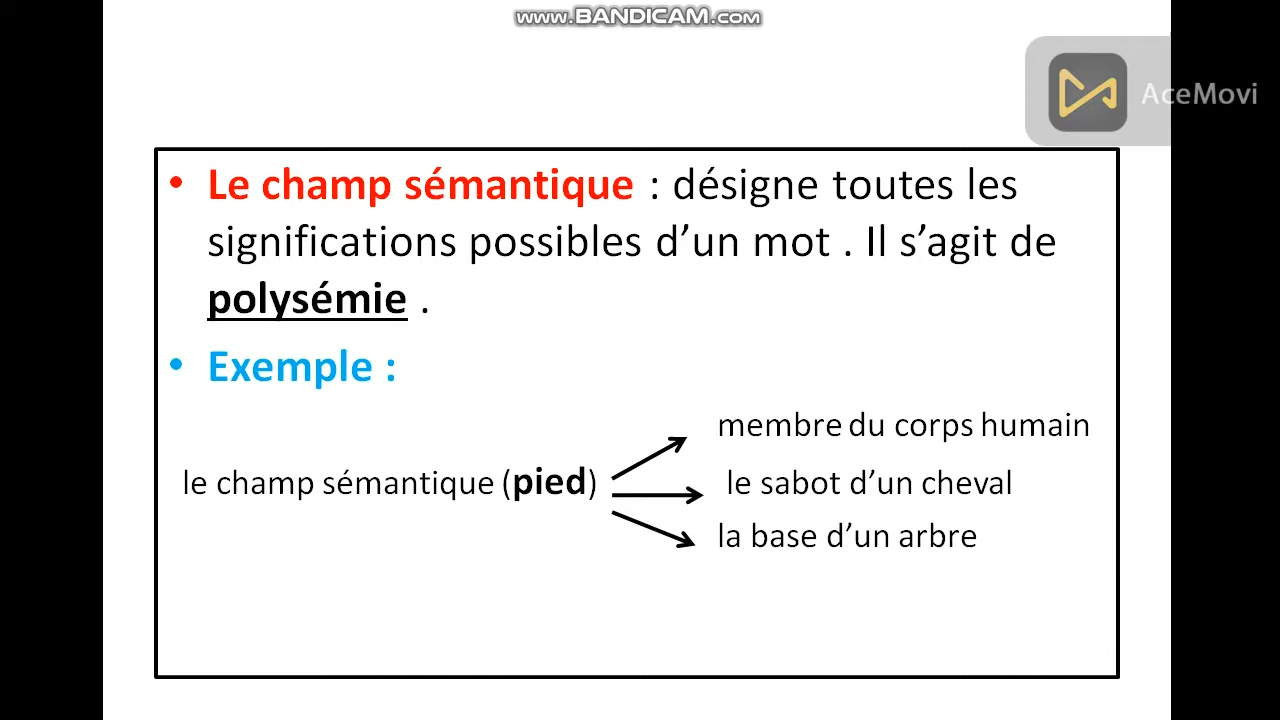 www.BANDICAM.com
AceMovi
• Le champ sémantique : désigne toutes les
significations possibles d’un mot . Il s’agit de
polysémie .
• Exemple :
membre du corps humain
le champ sémantique (pied)
le sabot d’un cheval
la base d’un arbre